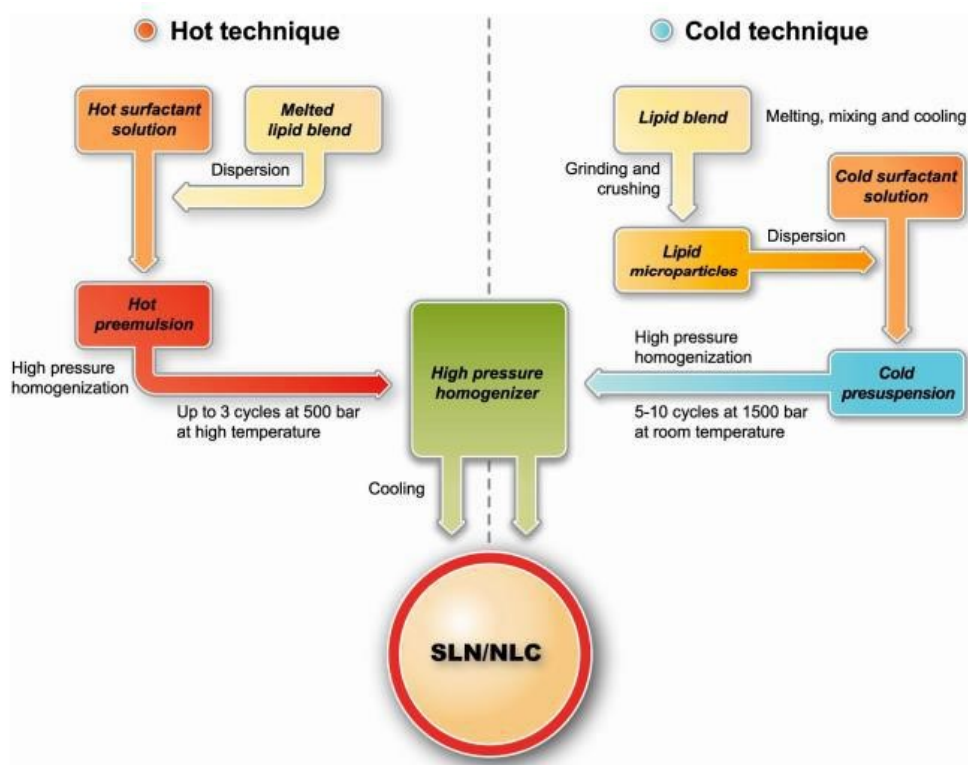 Hot technique
Hot surfactant
solution
Melted
lipid blend
Dispersion
Hot
preemulsion
High pressure
homogenization
Up to 3 cycles at 500 bar
at high temperature
Cold technique
Lipid blend
Melting, mixing and cooling
Grinding and
crushing
Cold surfactant
solution
Lipid
microparticles
Dispersion
High pressure
homogenization
Cold
presuspension
5-10 cycles at 1500 bar
at room temperature
High pressure
homogenizer
Cooling
SLN/NLC